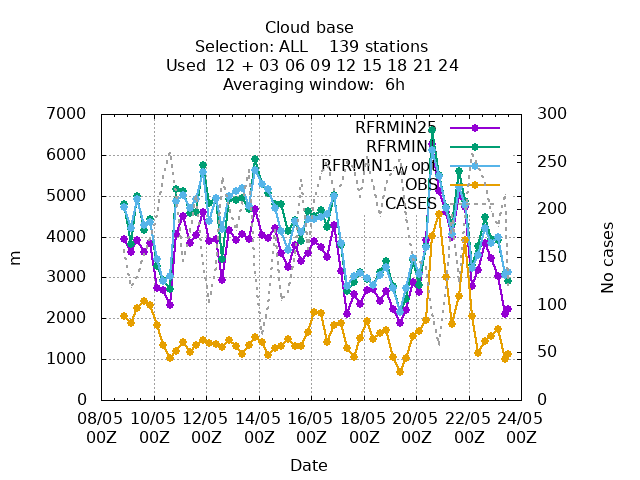 Cloud base
Selection: ALL    139 stations
Used  12 + 03 06 09 12 15 18 21 24
Averaging window:  6h
7000
6000
5000
4000
3000
2000
1000
0
m
300
250
200
150
100
50
0
No cases
RFRMIN25
RFRMIN9
RFRMIN1w opt
OBS
CASES
08/05 10/05 12/05 14/05 16/05 18/05 20/05 22/05 24/05
00Z 00Z 00Z 00Z 00Z 00Z 00Z 00Z 00Z
Date